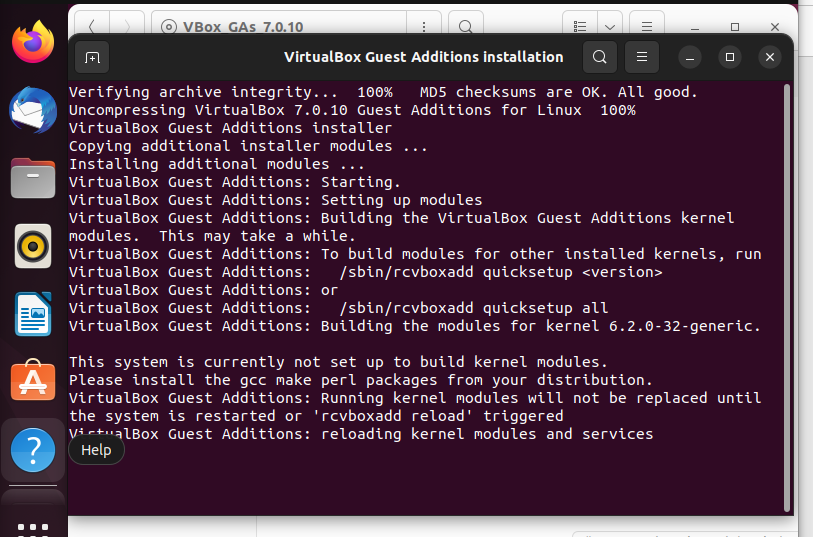 VBox_GAs_7.0.10
VirtualBox Guest Additions installation
Verifying archive integrity...  100%   MD5 checksums are OK. All good.
Uncompressing VirtualBox 7.0.10 Guest Additions for Linux  100%
VirtualBox Guest Additions installer
Copying additional installer modules ...
Installing additional modules ...
VirtualBox Guest Additions: Starting.
VirtualBox Guest Additions: Setting up modules
VirtualBox Guest Additions: Building the VirtualBox Guest Additions kernel
modules.  This may take a while.
VirtualBox Guest Additions: To build modules for other installed kernels, run
VirtualBox Guest Additions:   /sbin/rcvboxadd quicksetup <version>
VirtualBox Guest Additions: or
VirtualBox Guest Additions:   /sbin/rcvboxadd quicksetup all
VirtualBox Guest Additions: Building the modules for kernel 6.2.0-32-generic.
This system is currently not set up to build kernel modules.
Please install the gcc make perl packages from your distribution.
VirtualBox Guest Additions: Running kernel modules will not be replaced until
the system is restarted or 'rcvboxadd reload' triggered
VirtualBox Guest Additions: reloading kernel modules and services
Help